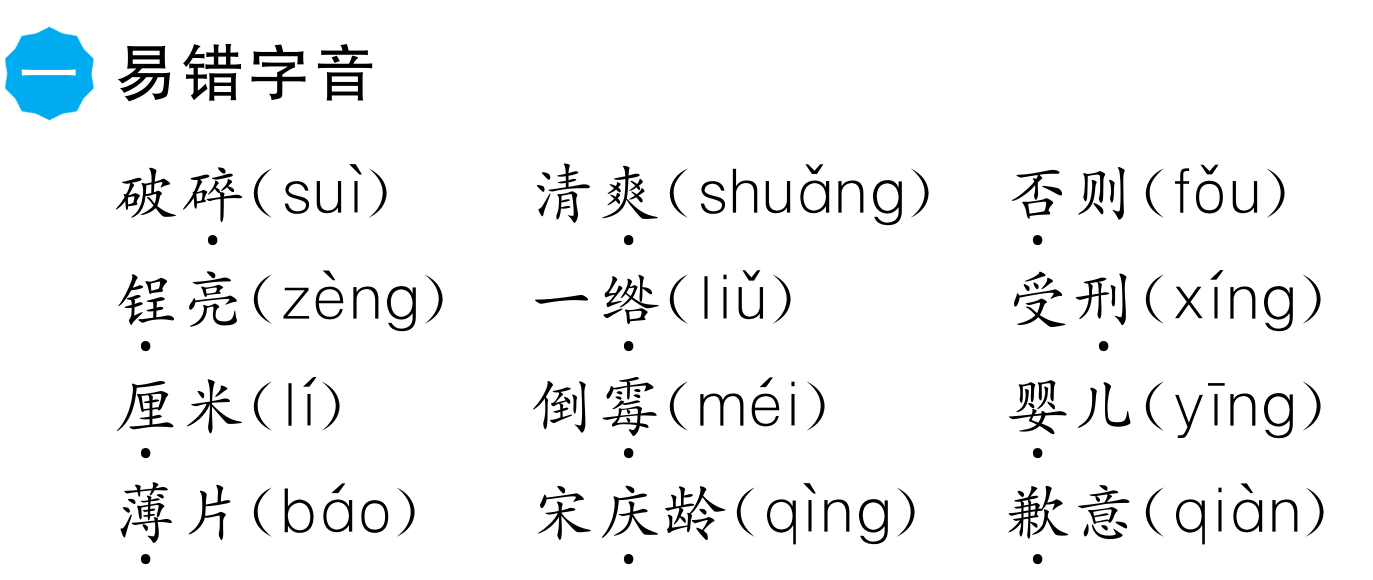 一 易错字音
破碎(suì) 清爽(shuǎng) 否则(fǒu)
锃亮(zèng) 一绺(liǔ) 受刑(xíng)
厘米(lí) 倒霉(méi) 婴儿(yīng)
薄片(báo) 宋庆龄(qìng) 歉意(qiàn)